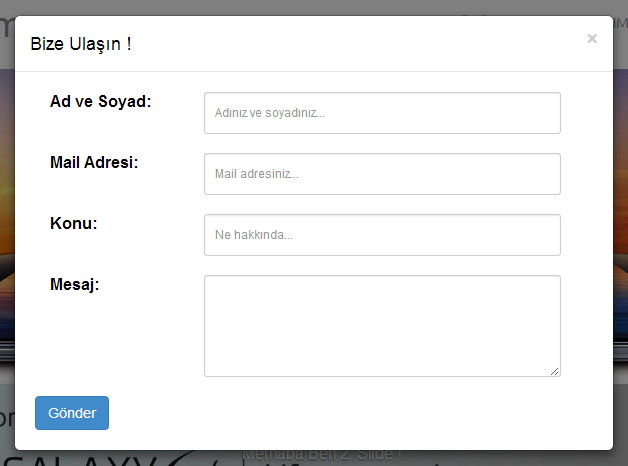 Bize Ulaşın !
×
Ad ve Soyad:
Adınız ve soyadınız...
Mail Adresi:
Mail adresiniz...
Konu:
Ne hakkında...
Mesaj:
Gönder
Merhaba Ben 2. Slide !